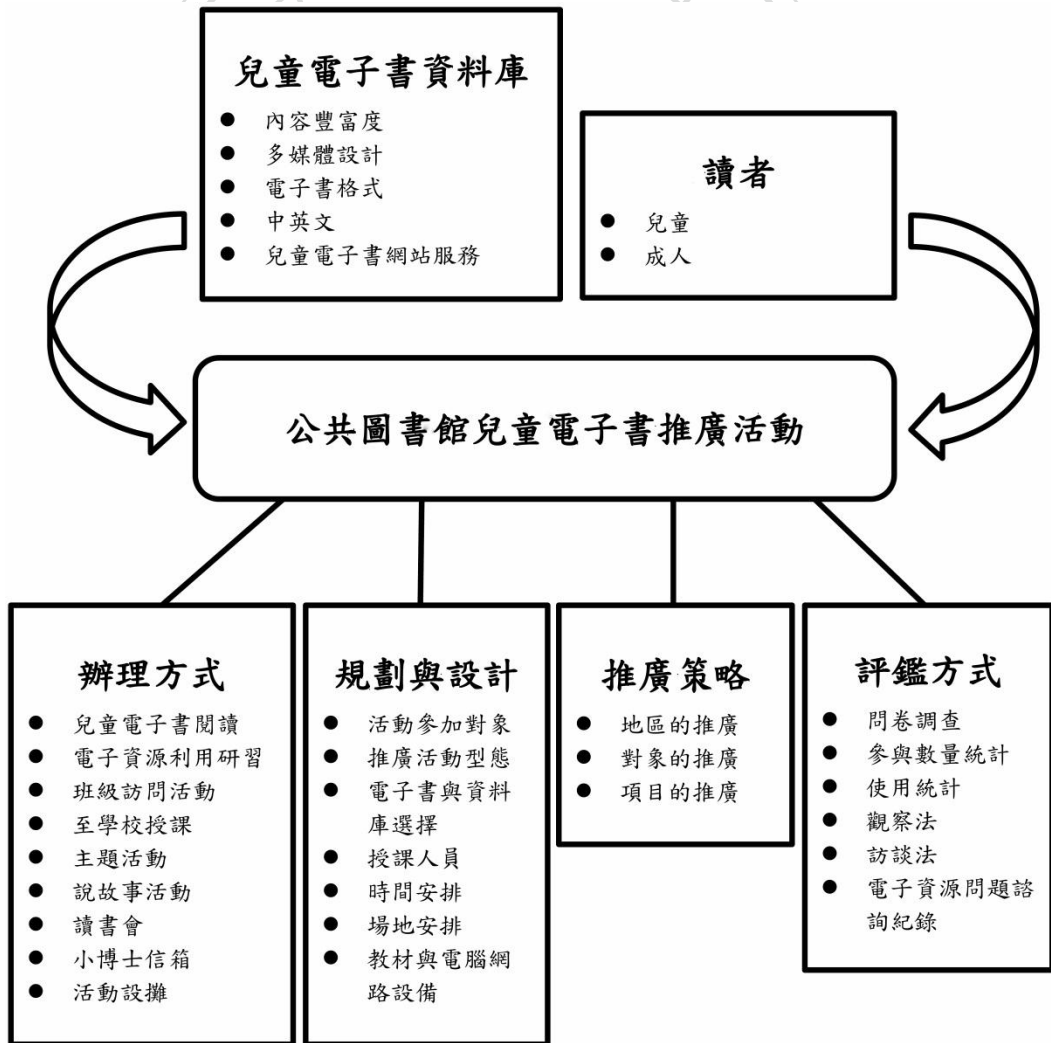 兒童電子書資料庫
● 內容豐富度
● 多媒體設計
● 電子書格式
● 中英文
● 兒童電子書網站服務
讀者
● 兒童
● 成人
公共圖書館兒童電子書推廣活動
辦理方式
● 兒童電子書閱讀
● 電子資源利用研習
● 班級訪問活動
● 至學校授課
● 主題活動
● 說故事活動
● 讀書會
● 小博士信箱
● 活動設攤
規劃與設計
● 活動參加對象
● 推廣活動型態
● 電子書與資料
庫選擇
● 授課人員
● 時間安排
● 場地安排
● 教材與電腦網
路設備
推廣策略
● 地區的推廣
● 對象的推廣
● 項目的推廣
評鑑方式
● 問卷調查
● 參與數量統計
● 使用統計
● 觀察法
● 訪談法
● 電子資源問題諮
詢紀錄